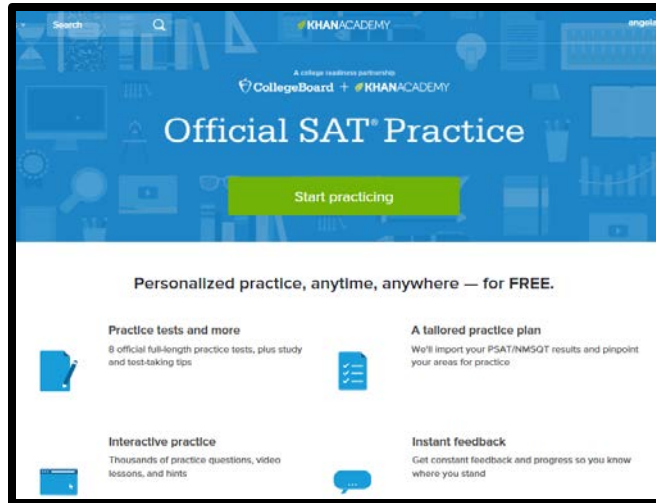 Search
KHANACADEMY
angela
A college readiness partnership
CollegeBoard + KHANACADEMY
Official SAT® Practice
Start practicing
Personalized practice, anytime, anywhere — for FREE.
Practice tests and more
8 official full-length practice tests, plus study
and test-taking tips
A tailored practice plan
We'll import your PSAT/NMSQT results and pinpoint
your areas for practice
Interactive practice
Thousands of practice questions, video
lessons, and hints
Instant feedback
Get constant feedback and progress so you know
where you stand